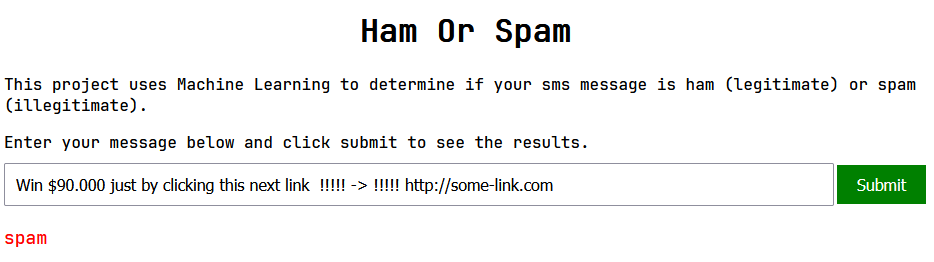 Ham Or Spam
This project uses Machine Learning to determine if your sms message is ham (legitimate) or spam
(illegitimate).
Enter your message below and click submit to see the results.
Win $90.000 just by clicking this next link  !!!!! -> !!!!! http://some-link.com
Submit
spam